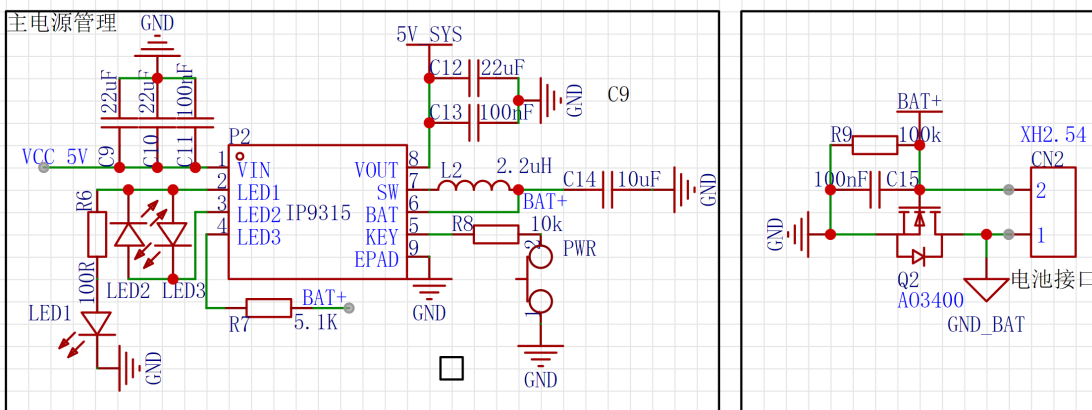 主电源管理
GND
22uF
22uF
100nF
C9
C10
C11
VCC 5V
P2
1
2
3
4
VIN
LED1
LED2
LED3
IP9315
VOUT
SW
BAT
KEY
EPAD
8
7
6
5
9
5V_SYS
C12
22uF
C13
100nF
GND
C9
L2
2.2uH
C14
10uF
GND
BAT+
R8
10k
2
PWR
1
GND
GND
R6
100R
LED2
LED3
LED1
GND
R7
5.1K
BAT+
BAT+
R9
100k
100nF
C15
GND
Q2
AO3400
GND_BAT
XH2.54
CN2
2
1
电池接口